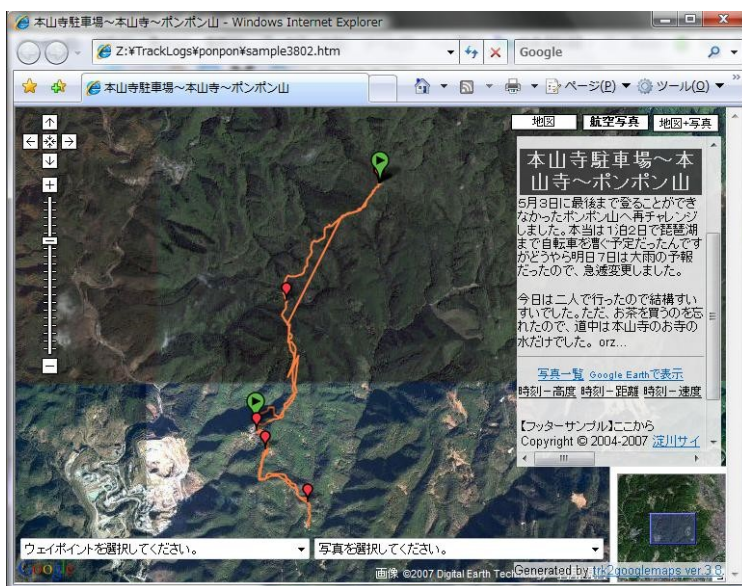 本山寺駐車場～本山寺～ポンポン山 - Windows Internet Explorer
Z:¥TrackLogs¥ponpon¥sample3802.htm
Google
本山寺駐車場～本山寺～ポンポン山
ページ(P)
ツール(O)
地図
航空写真
地図+写真
本山寺駐車場～本
山寺～ポンポン山
5月3日に最後まで登ることができ
なかったポンポン山へ再チャレンジ
しました。本当は1泊2日で琵琶湖
まで自転車を曹ぐ予定だったんです
がどうやら明日7日は大雨の予報
だったので、急遽変更しました。
今日は二人で行ったので結構すい
すいでした。ただ、お茶を買うのを忘
れたので、道中は本山寺のお寺の
水だけでした。orz...
写真一覧 Google Earthで表示
時刻－高度 時刻－距離 時刻－速度
【フッターサンプル】ここから
Copyright © 2004-2007 淀川サイ
ウェイポイントを選択してください。
写真を選択してください。
Google
画像 ©2007 Digital Earth Tech
Generated by trk2googlemaps ver 3.8